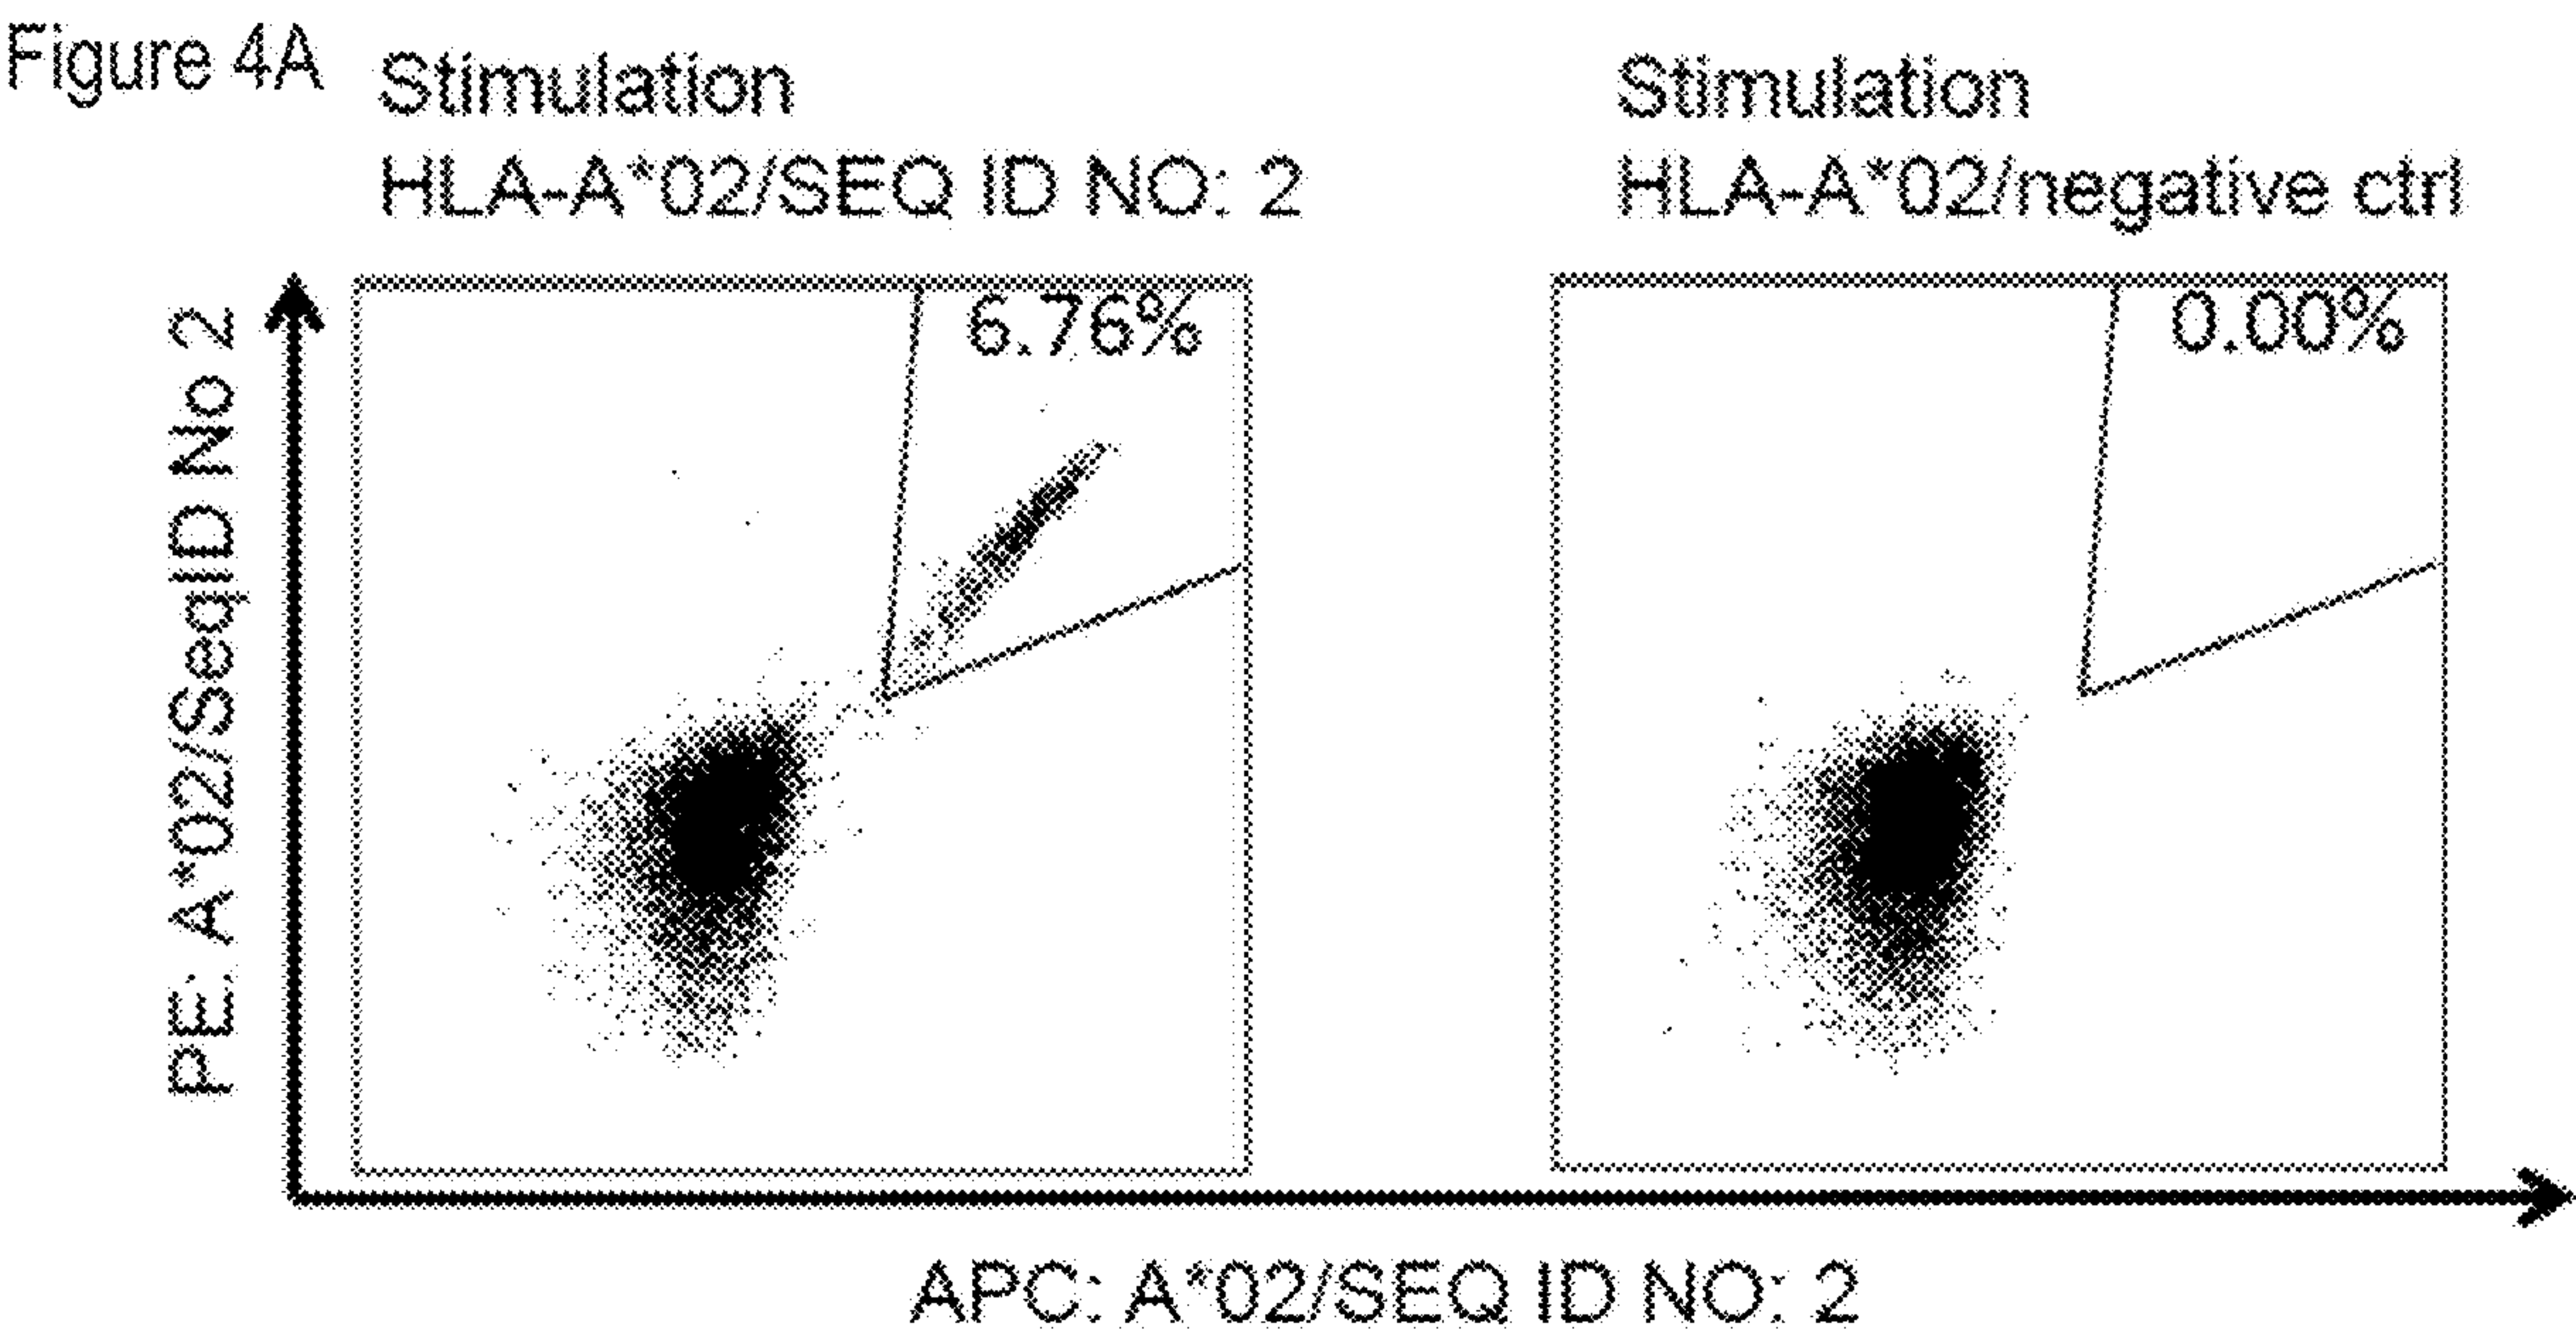 Figure 4A
Stimulation
HLA-A*02/SEQ ID NO: 2
Stimulation
HLA-A*02/negative ctrl
PE: A*02/SeqID No 2
6.76%
0.00%
APC: A*02/SEQ ID NO: 2